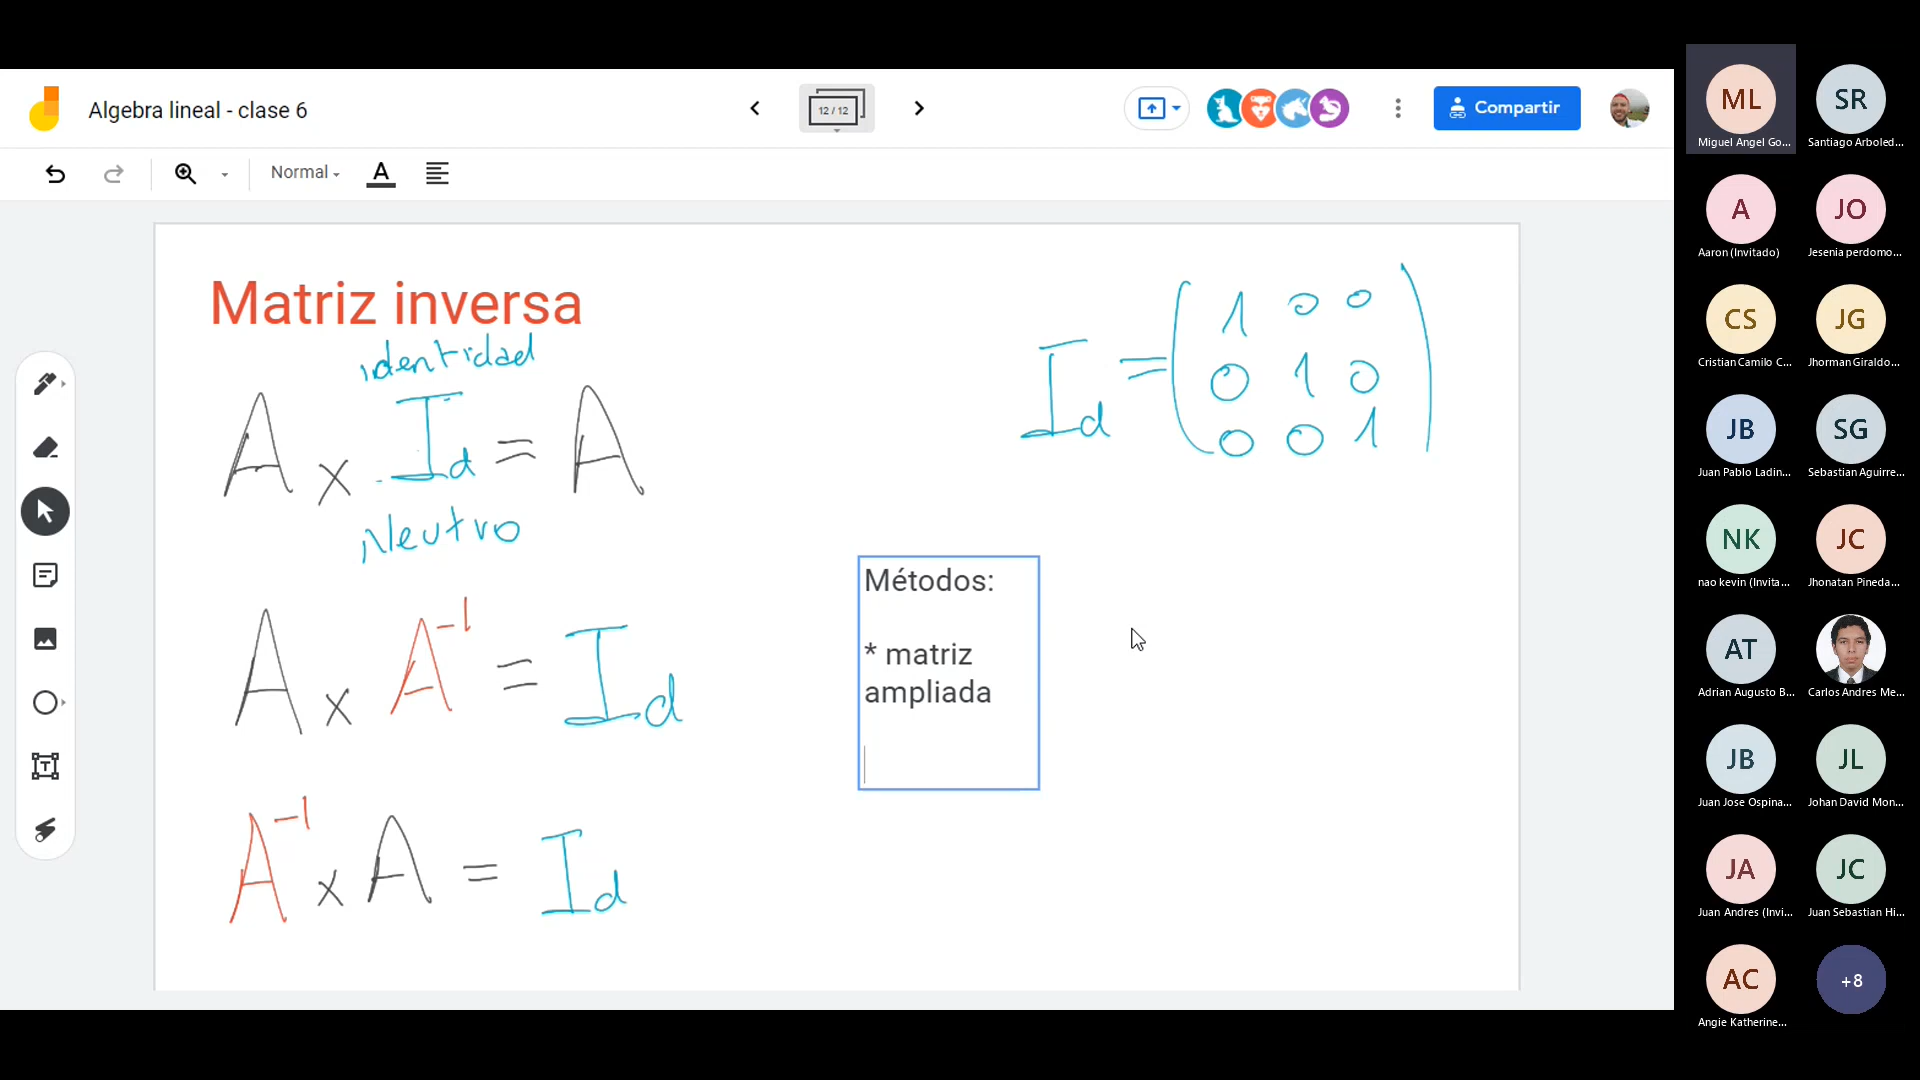 Algebra lineal - clase 6
12 / 12
Compartir
Normal
A
Matriz inversa
identidad
A x Id = A
Neutro
A x A⁻¹ = Id
A⁻¹ x A = Id
Id = ( 1 0 0
0 1 0
0 0 1 )
Métodos:
* matriz
ampliada
ML
Miguel Angel Go...
SR
Santiago Arboled...
A
Aaron (Invitado)
JO
Jesenia perdomo...
CS
Cristian Camilo C...
JG
Jhorman Giraldo...
JB
Juan Pablo Ladin...
SG
Sebastian Aguirre...
NK
nao kevin (Invita...
JC
Jhonatan Pineda...
AT
Adrian Augusto B...
Carlos Andres Me...
JB
Juan Jose Ospina...
JL
Johan David Mon...
JA
Juan Andres (Invi...
JC
Juan Sebastian Hi...
AC
Angie Katherine...
+8